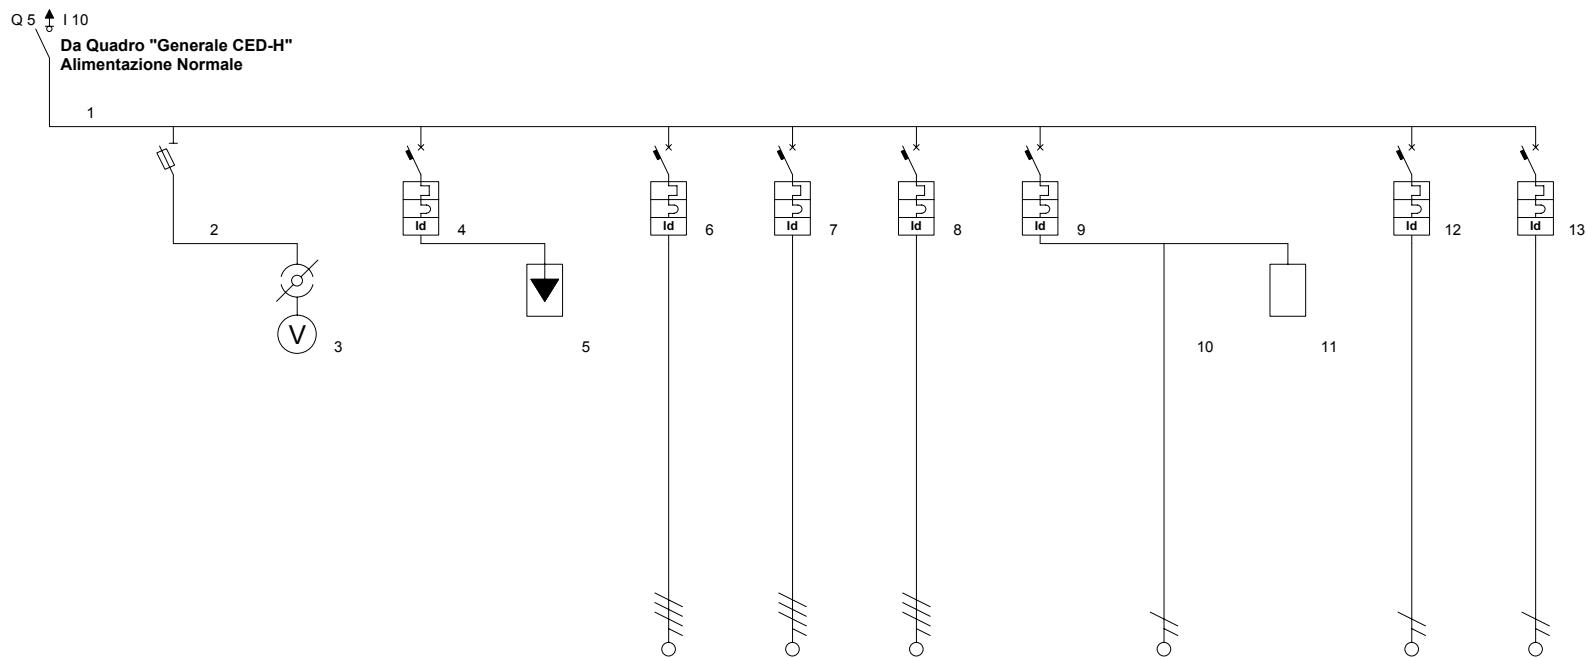 Q 5 I 10
Da Quadro "Generale CED-H"
Alimentazione Normale
1
2
3
4
5
6
7
8
9
10
11
12
13
Id
Id
Id
Id
Id
Id
Id
V